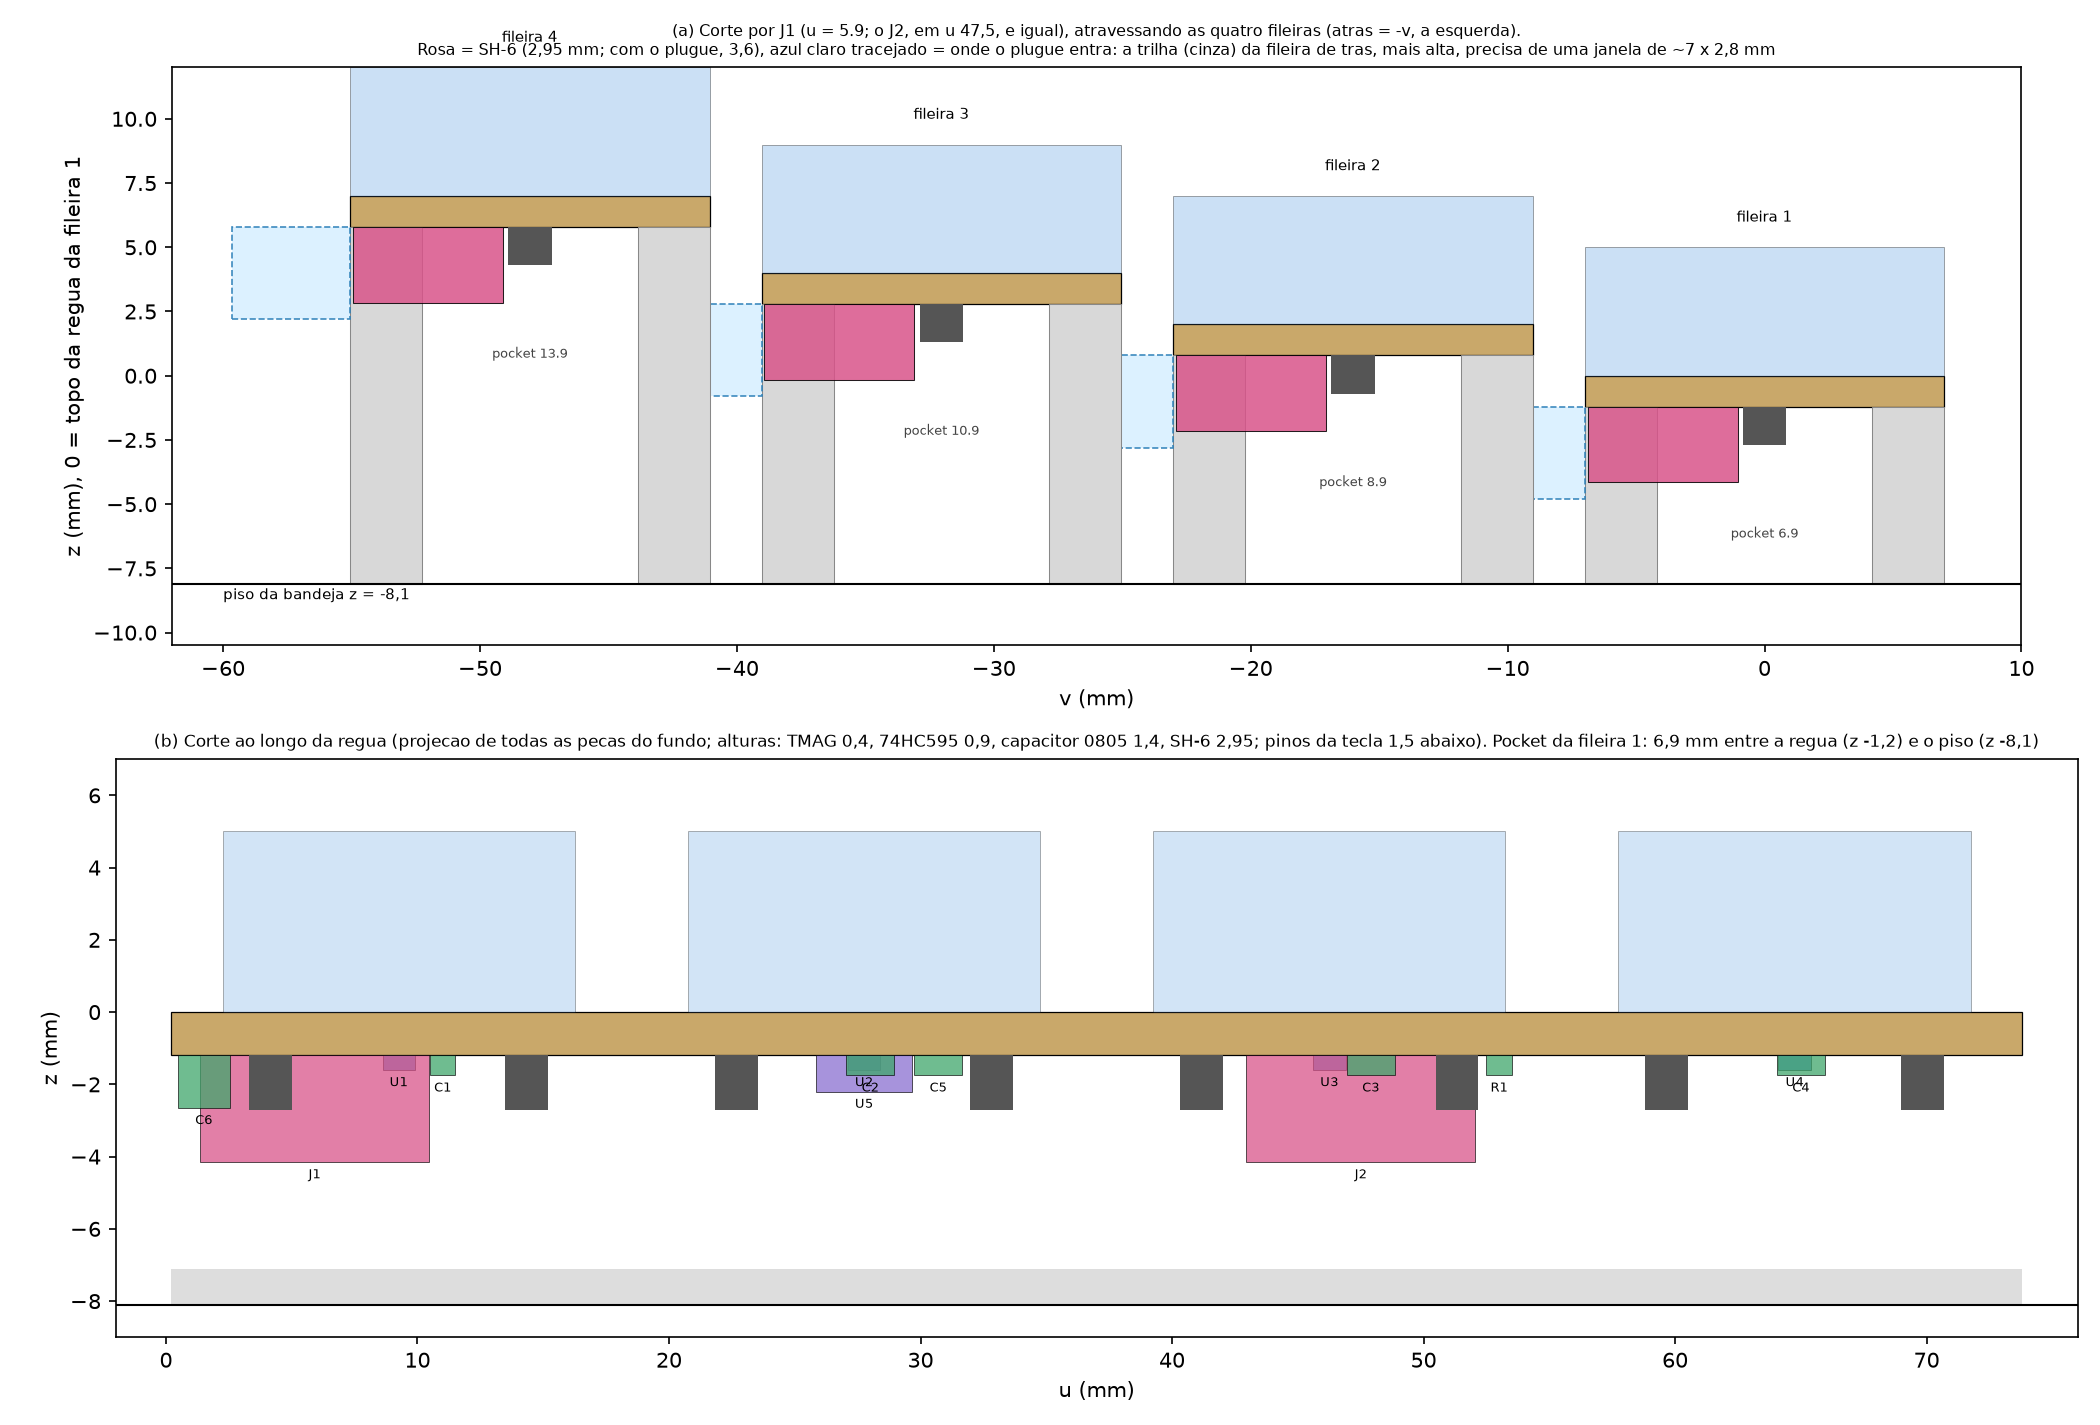 (a) Corte por J1 (u = 5.9; o J2, em u 47,5, e igual), atravessando as quatro fileiras (atras = -v, a esquerda).
fileira 4
Rosa = SH-6 (2,95 mm; com o plugue, 3,6), azul claro tracejado = onde o plugue entra: a trilha (cinza) da fileira de tras, mais alta, precisa de uma janela de ~7 x 2,8 mm
fileira 3
fileira 2
fileira 1
z (mm), 0 = topo da regua da fileira 1
10.0
7.5
5.0
2.5
0.0
−2.5
−5.0
−7.5
−10.0
pocket 13.9
pocket 10.9
pocket 8.9
pocket 6.9
piso da bandeja z = -8,1
−60
−50
−40
−30
−20
−10
0
10
v (mm)
(b) Corte ao longo da regua (projecao de todas as pecas do fundo; alturas: TMAG 0,4, 74HC595 0,9, capacitor 0805 1,4, SH-6 2,95; pinos da tecla 1,5 abaixo). Pocket da fileira 1: 6,9 mm entre a regua (z -1,2) e o piso (z -8,1)
z (mm)
6
4
2
0
−2
−4
−6
−8
C6
J1
U1
C1
U2
C2
U5
C5
U3
C3
J2
R1
U4
C4
0
10
20
30
40
50
60
70
u (mm)